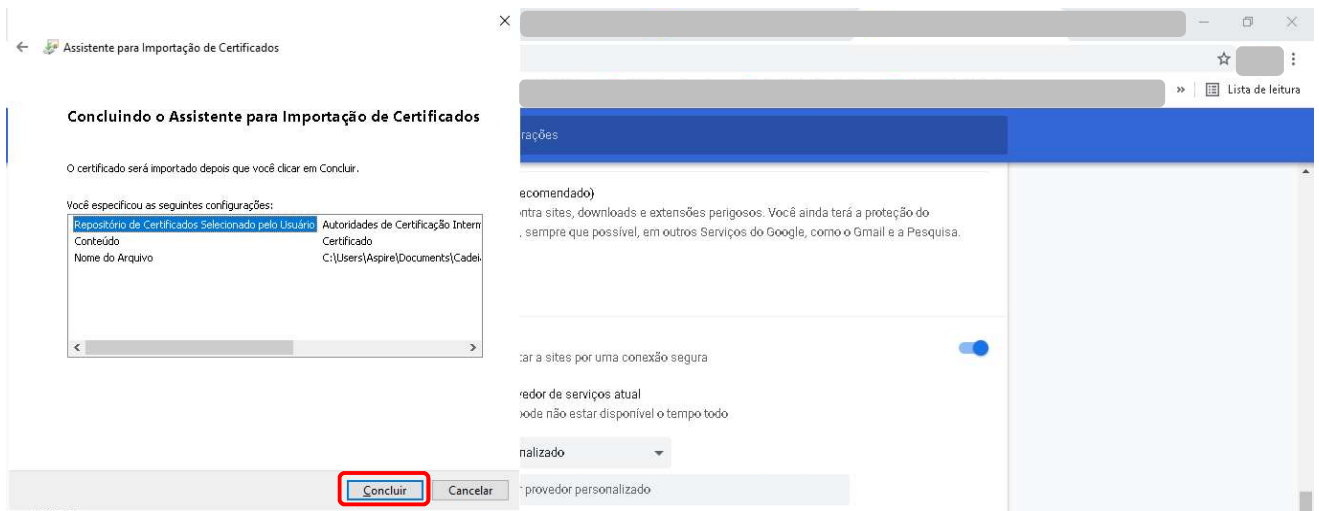 Assistente para Importação de Certificados
Concluindo o Assistente para Importação de Certificados
O certificado será importado depois que você clicar em Concluir.
Você especificou as seguintes configurações:
Repositório de Certificados Selecionado pelo Usuário Autoridades de Certificação Interm
Conteúdo Certificado
Nome do Arquivo C:\Users\Aspire\Documents\Cadei
Concluir Cancelar
Lista de leitura
rações
ecomendado)
ontra sites, downloads e extensões perigosos. Você ainda terá a proteção do
, sempre que possível, em outros Serviços do Google, como o Gmail e a Pesquisa.
tar a sites por uma conexão segura
vedor de serviços atual
pode não estar disponível o tempo todo
nalizado
r provedor personalizado